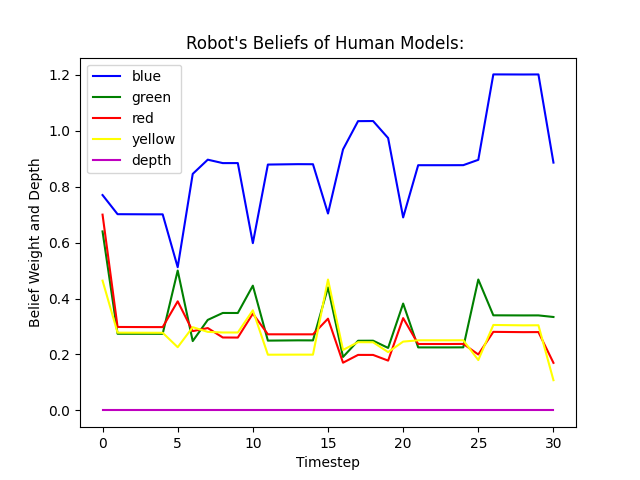 Robot's Beliefs of Human Models:
blue
green
red
yellow
depth
Belief Weight and Depth
1.2
1.0
0.8
0.6
0.4
0.2
0.0
0 5 10 15 20 25 30
Timestep